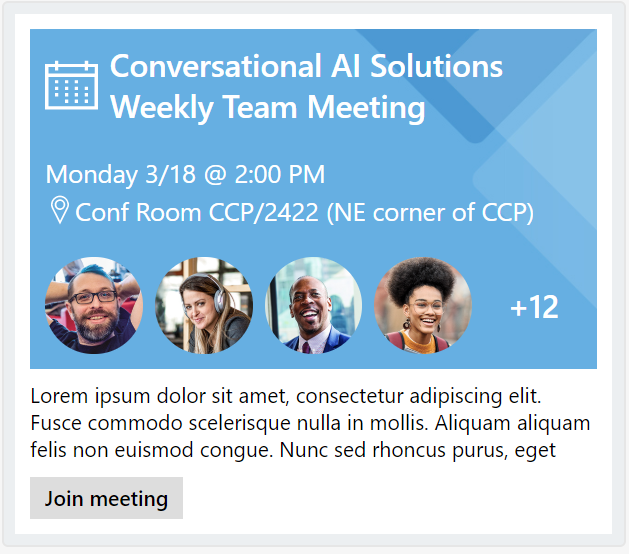 Conversational AI Solutions
Weekly Team Meeting
Monday 3/18 @ 2:00 PM
Conf Room CCP/2422 (NE corner of CCP)
+12
Lorem ipsum dolor sit amet, consectetur adipiscing elit.
Fusce commodo scelerisque nulla in mollis. Aliquam aliquam
felis non euismod congue. Nunc sed rhoncus purus, eget
Join meeting